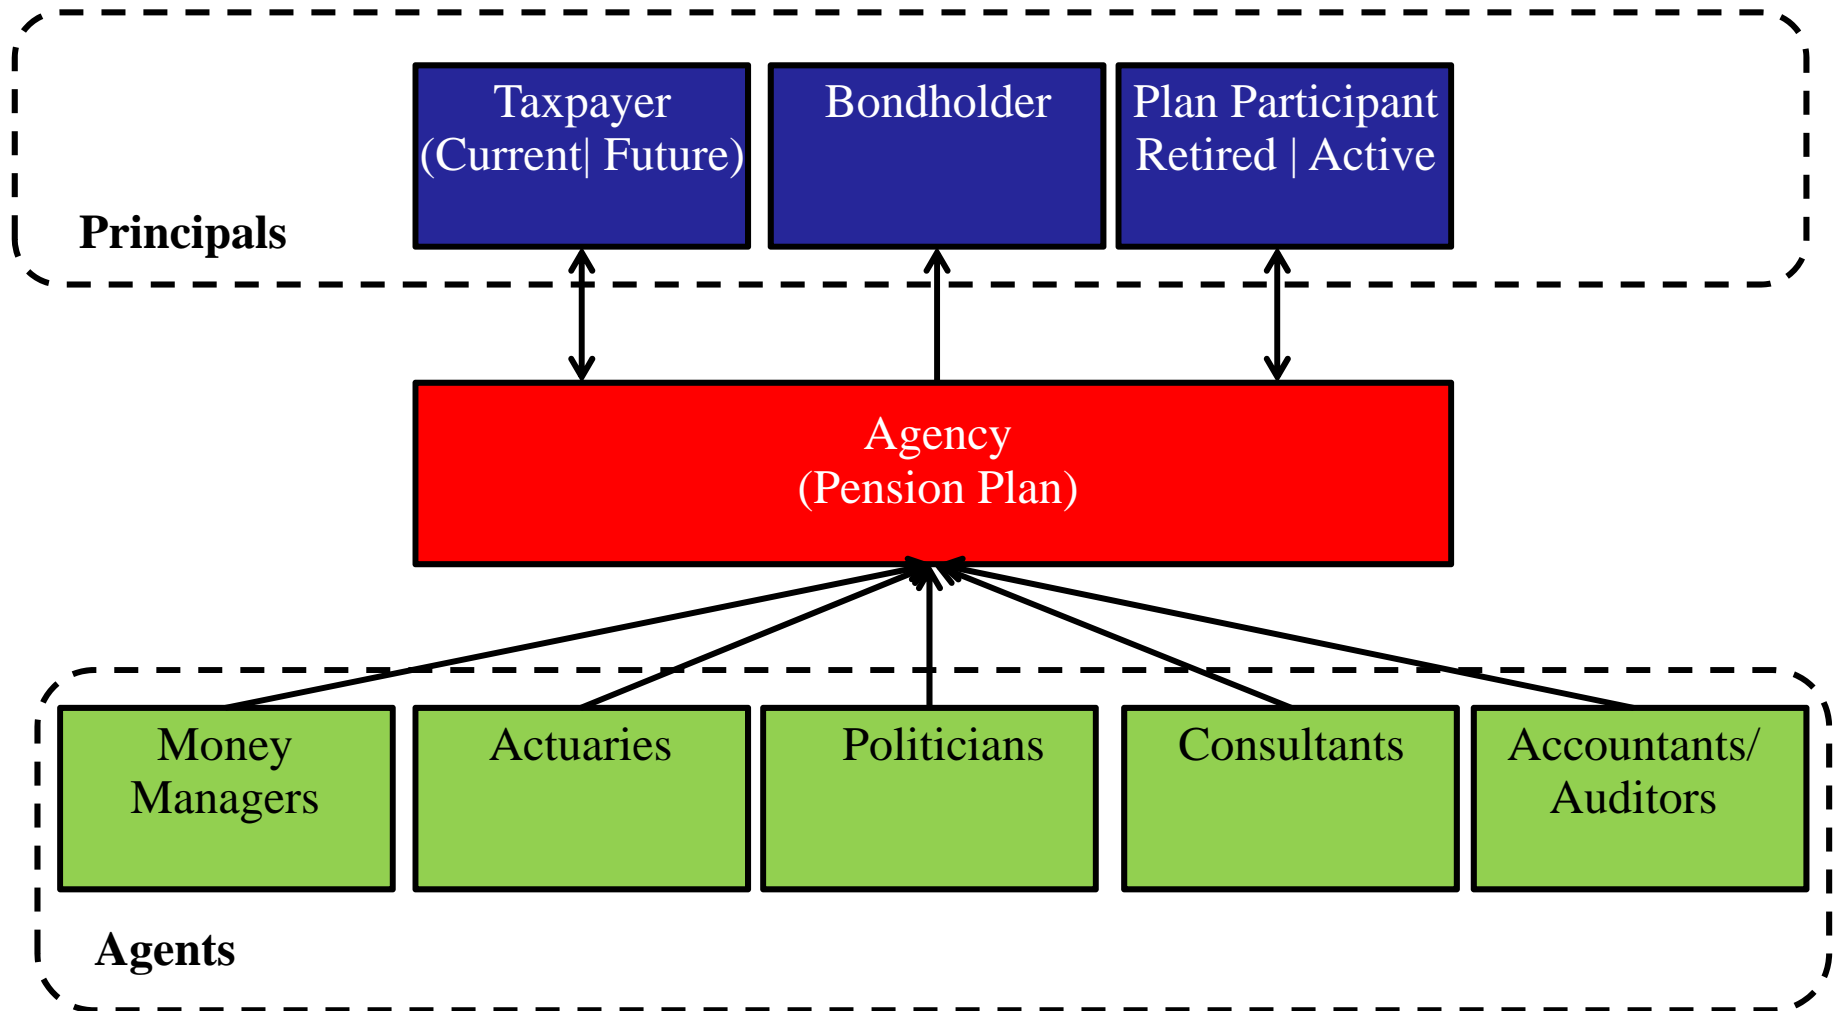 Taxpayer
(Current| Future)
Bondholder
Plan Participant
Retired | Active
Principals
Agency
(Pension Plan)
Money
Managers
Actuaries
Politicians
Consultants
Accountants/
Auditors
Agents